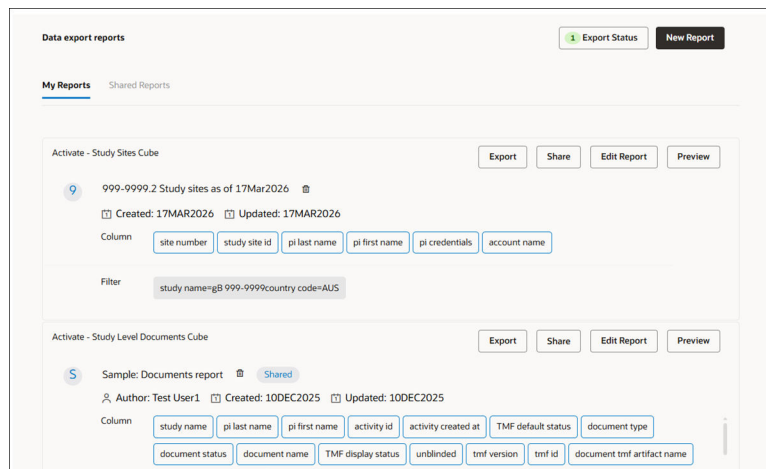 Data export reports
1 Export Status
New Report
My Reports Shared Reports
Activate - Study Sites Cube
Export Share Edit Report Preview
9 999-9999.2 Study sites as of 17Mar2026
Created: 17MAR2026 Updated: 17MAR2026
Column site number study site id pi last name pi first name pi credentials account name
Filter study name=gB 999-9999country code=AUS
Activate - Study Level Documents Cube
Export Share Edit Report Preview
S Sample: Documents report Shared
Author: Test User1 Created: 10DEC2025 Updated: 10DEC2025
Column study name pi last name pi first name activity id activity created at TMF default status document type
document status document name TMF display status unblinded tmf version tmf id document tmf artifact name